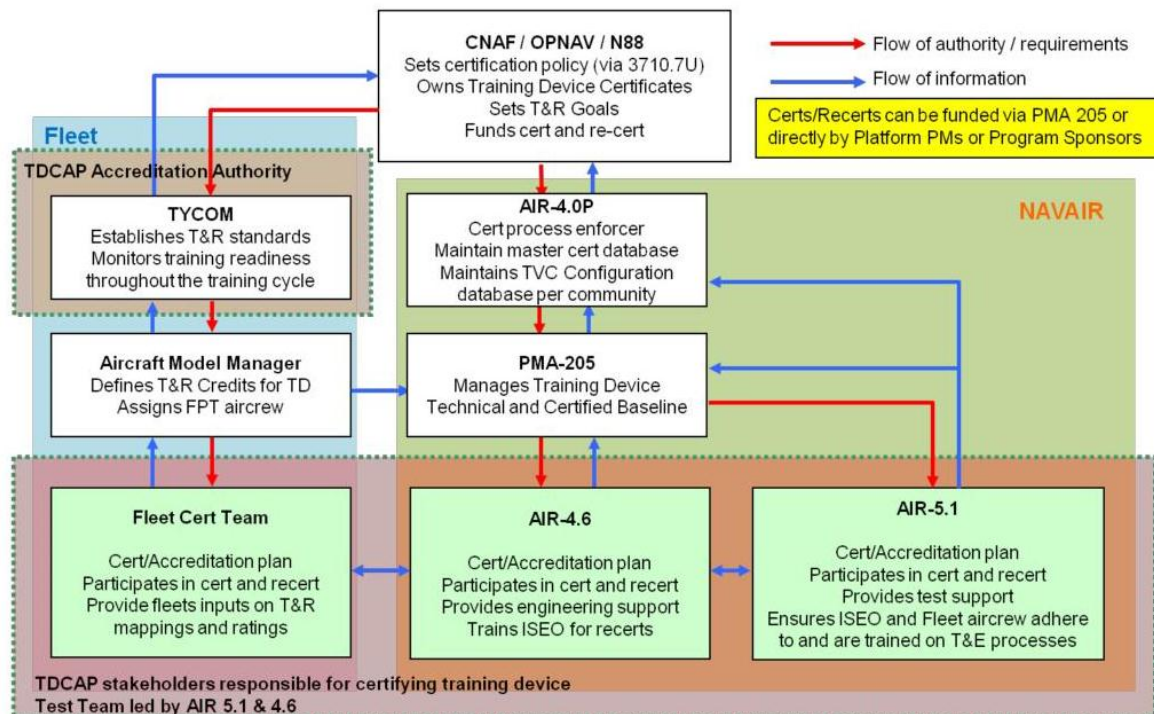 CNAF / OPNAV / N88
Sets certification policy (via 3710.7U)
Owns Training Device Certificates
Sets T&R Goals
Funds cert and re-cert
Flow of authority / requirements
Flow of information
Certs/Recerts can be funded via PMA 205 or
directly by Platform PMs or Program Sponsors
Fleet
TDCAP Accreditation Authority
TYCOM
Establishes T&R standards
Monitors training readiness
throughout the training cycle
NAVAIR
AIR-4.0P
Cert process enforcer
Maintain master cert database
Maintains TVC Configuration
database per community
Aircraft Model Manager
Defines T&R Credits for TD
Assigns FPT aircrew
PMA-205
Manages Training Device
Technical and Certified Baseline
Fleet Cert Team
Cert/Accreditation plan
Participates in cert and recert
Provide fleets inputs on T&R
mappings and ratings
AIR-4.6
Cert/Accreditation plan
Participates in cert and recert
Provides engineering support
Trains ISEO for recerts
AIR-5.1
Cert/Accreditation plan
Participates in cert and recert
Provides test support
Ensures ISEO and Fleet aircrew adhere
to and are trained on T&E processes
TDCAP stakeholders responsible for certifying training device
Test Team led by AIR 5.1 & 4.6